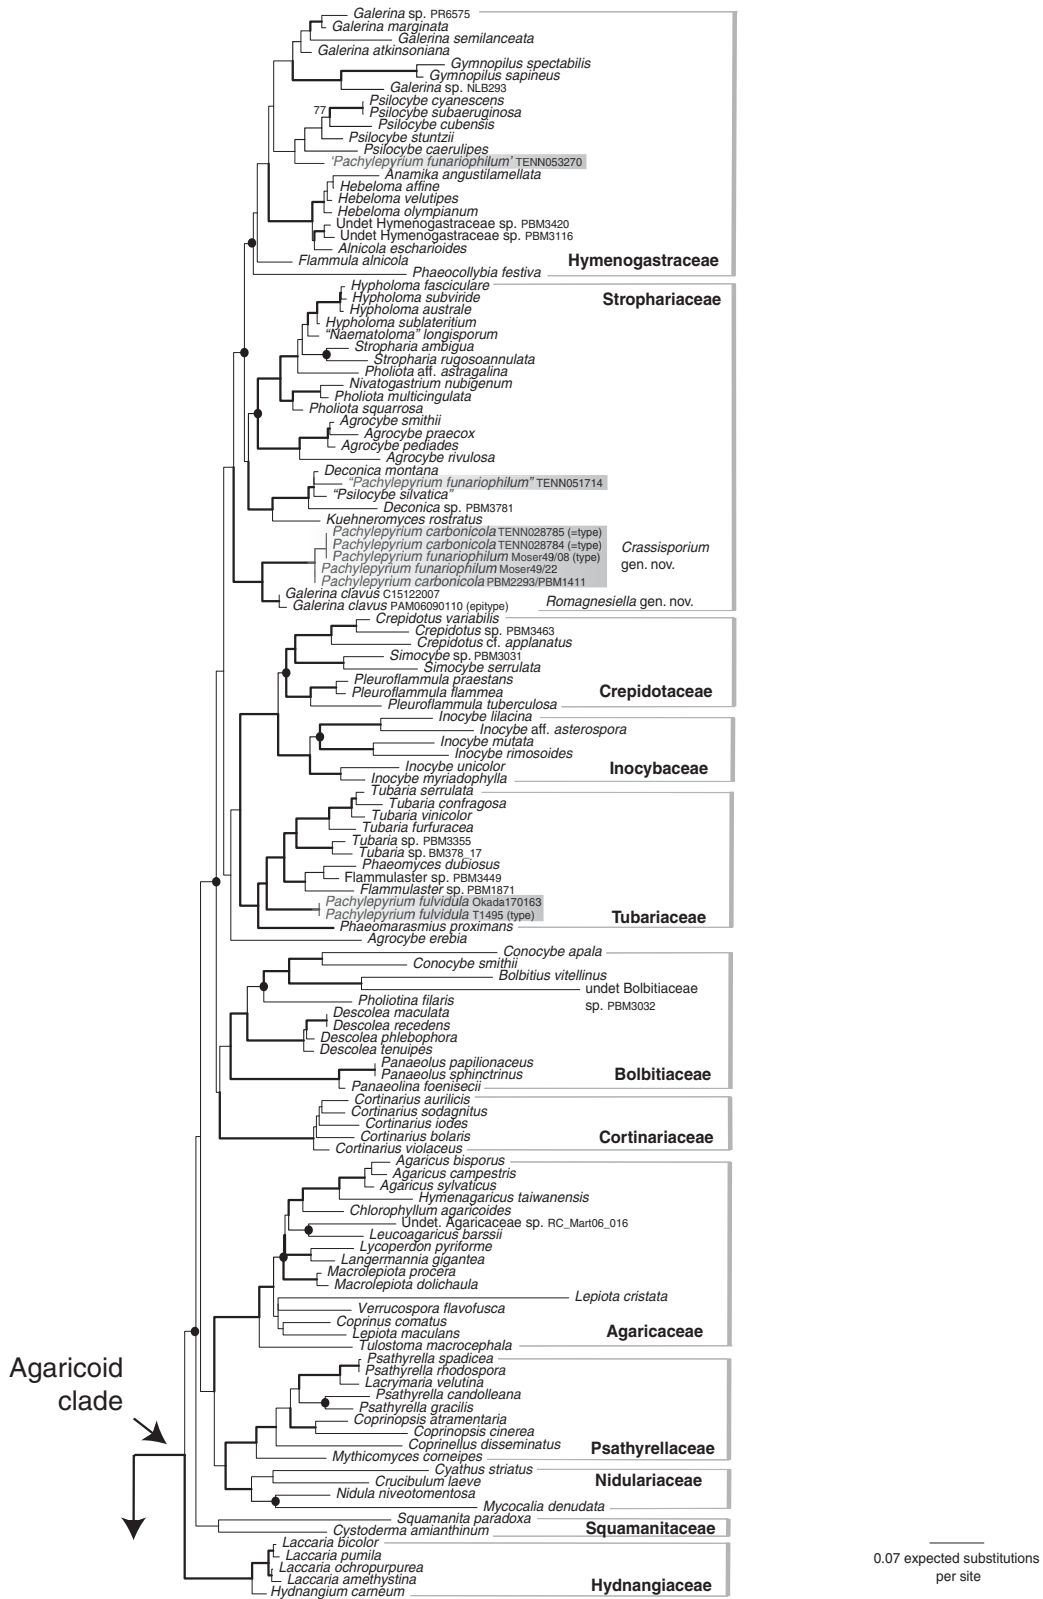 Galerina sp. PR6575
Galerina marginata
Galerina semilanceata
Galerina atkinsoniana
Gymnopilus spectabilis
Gymnopilus sapineus
Galerina sp. NLB293
Psilocybe cyanescens
77
Psilocybe subaeruginosa
Psilocybe cubensis
Psilocybe stuntzii
Psilocybe caerulipes
'Pachylepyrium funariophilum' TENN053270
Anamika angustilamellata
Hebeloma affine
Hebeloma velutipes
Hebeloma olympianum
Undet Hymenogastraceae sp. PBM3420
Undet Hymenogastraceae sp. PBM3116
Alnicola escharioides
Flammula alnicola
Hymenogastraceae
Phaeocollybia festiva
Hypholoma fasciculare
Hypholoma subviride
Strophariaceae
Hypholoma australe
Hypholoma sublateritium
"Naematoloma" longisporum
Stropharia ambigua
Stropharia rugosoannulata
Pholiota aff. astragalina
Nivatogastrium nubigenum
Pholiota multicingulata
Pholiota squarrosa
Agrocybe smithii
Agrocybe praecox
Agrocybe pediades
Agrocybe rivulosa
Deconica montana
"Pachylepyrium funariophilum" TENN051714
"Psilocybe silvatica"
Deconica sp. PBM3781
Kuehneromyces rostratus
Pachylepyrium carbonicola TENN028785 (=type)
Pachylepyrium carbonicola TENN028784 (=type)
Crassisporium
Pachylepyrium funariophilum Moser49/08 (type)
gen. nov.
Pachylepyrium funariophilum Moser49/22
Pachylepyrium carbonicola PBM2293/PBM1411
Galerina clavus C15122007
Romagnesiella gen. nov.
Galerina clavus PAM06090110 (epitype)
Crepidotus variabilis
Crepidotus sp. PBM3463
Crepidotus cf. applanatus
Simocybe sp. PBM3031
Simocybe serrulata
Pleuroflammula praestans
Pleuroflammula flammea
Crepidotaceae
Pleuroflammula tuberculosa
Inocybe lilacina
Inocybe aff. asterospora
Inocybe mutata
Inocybe rimosoides
Inocybe unicolor
Inocybaceae
Inocybe myriadophylla
Tubaria serrulata
Tubaria confragosa
Tubaria vinicolor
Tubaria furfuracea
Tubaria sp. PBM3355
Tubaria sp. BM378_17
Phaeomyces dubiosus
Flammulaster sp. PBM3449
Flammulaster sp. PBM1871
Pachylepyrium fulvidula Okada170163
Pachylepyrium fulvidula T1495 (type)
Tubariaceae
Phaeomarasmius proximans
Agrocybe erebia
Conocybe apala
Conocybe smithii
Bolbitius vitellinus
undet Bolbitiaceae
sp. PBM3032
Pholiotina filaris
Descolea maculata
Descolea recedens
Descolea phlebophora
Descolea tenuipes
Panaeolus papilionaceus
Panaeolus sphinctrinus
Bolbitiaceae
Panaeolina foenisecii
Cortinarius aurilicis
Cortinarius sodagnitus
Cortinarius iodes
Cortinarius bolaris
Cortinariaceae
Cortinarius violaceus
Agaricus bisporus
Agaricus campestris
Agaricus sylvaticus
Hymenagaricus taiwanensis
Chlorophyllum agaricoides
Undet. Agaricaceae sp. RC_Mart06_016
Leucoagaricus barssii
Lycoperdon pyriforme
Langermannia gigantea
Macrolepiota procera
Macrolepiota dolichaula
Lepiota cristata
Verrucospora flavofusca
Coprinus comatus
Lepiota maculans
Agaricaceae
Tulostoma macrocephala
Psathyrella spadicea
Psathyrella rhodospora
Lacrymaria velutina
Psathyrella candolleana
Psathyrella gracilis
Coprinopsis atramentaria
Coprinopsis cinerea
Coprinellus disseminatus
Psathyrellaceae
Mythicomyces corneipes
Cyathus striatus
Crucibulum laeve
Nidulariaceae
Nidula niveotomentosa
Mycocalia denudata
Squamanita paradoxa
Squamanitaceae
Cystoderma amianthinum
Laccaria bicolor
Laccaria pumila
Laccaria ochropurpurea
Laccaria amethystina
Hydnangiaceae
Hydnangium carneum
Agaricoid
clade
0.07 expected substitutions
per site